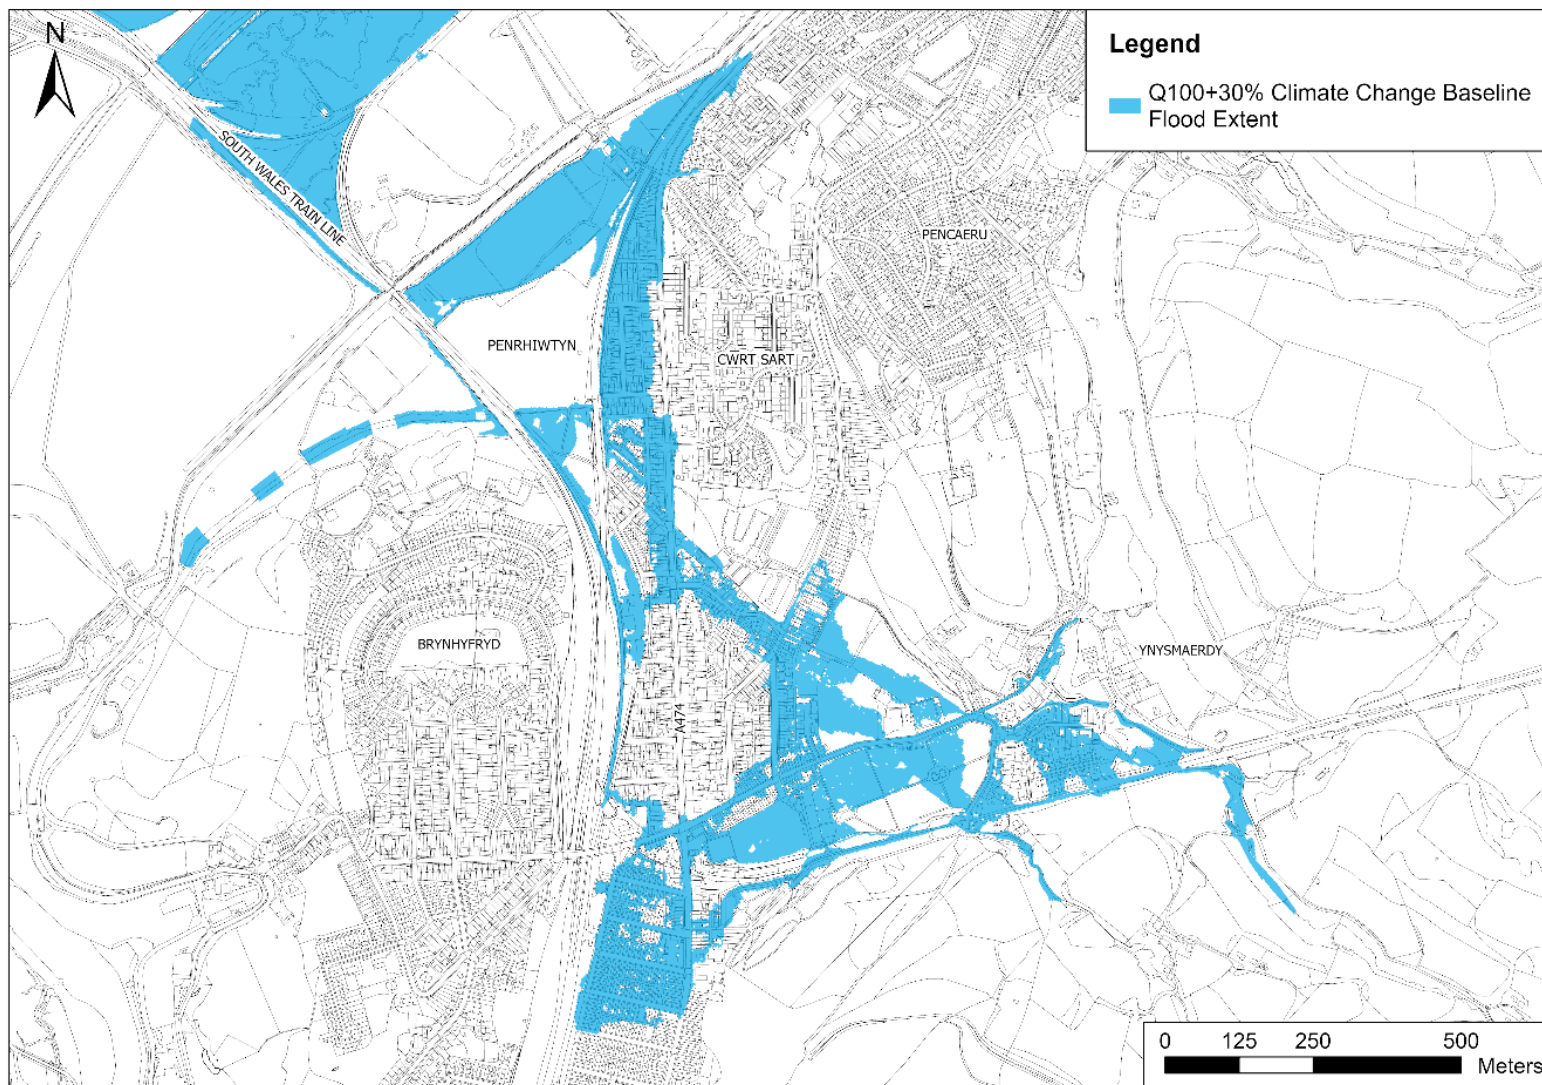 N
Legend
Q100+30% Climate Change Baseline
Flood Extent
SOUTH WALES TRAIN LINE
PENCAERU
PENRHIWTYN
CWRT SART
BRYNHYFRYD
YNYSMAERDY
A474
0 125 250 500
Meters